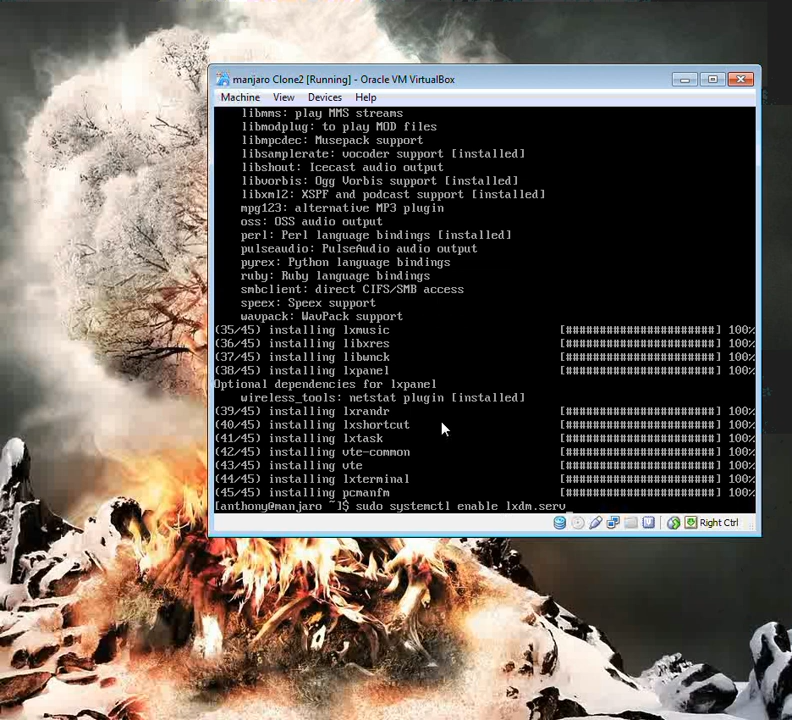 manjaro Clone2 [Running] - Oracle VM VirtualBox
Machine View Devices Help
libmms: play MMS streams
libmodplug: to play MOD files
libmpcdec: Musepack support
libsamplerate: vocoder support [installed]
libshout: Icecast audio output
libvorbis: Ogg Vorbis support [installed]
libxml2: XSPF and podcast support [installed]
mpg123: alternative MP3 plugin
oss: OSS audio output
perl: Perl language bindings [installed]
pulseaudio: PulseAudio audio output
pyrex: Python language bindings
ruby: Ruby language bindings
smbclient: direct CIFS/SMB access
speex: Speex support
wavpack: WavPack support
(35/45) installing lxmusic [######################] 100%
(36/45) installing libxres [######################] 100%
(37/45) installing libwnck [######################] 100%
(38/45) installing lxpanel [######################] 100%
Optional dependencies for lxpanel
wireless_tools: netstat plugin [installed]
(39/45) installing lxrandr [######################] 100%
(40/45) installing lxshortcut [######################] 100%
(41/45) installing lxtask [######################] 100%
(42/45) installing vte-common [######################] 100%
(43/45) installing vte [######################] 100%
(44/45) installing lxterminal [######################] 100%
(45/45) installing pcmanfm [######################] 100%
[anthony@manjaro ~]$ sudo systemctl enable lxdm.serv_
Right Ctrl